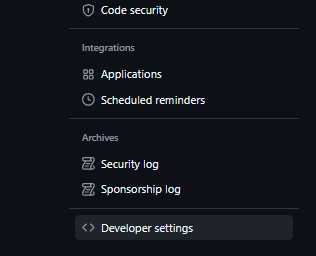 Code security
Integrations
Applications
Scheduled reminders
Archives
Security log
Sponsorship log
Developer settings